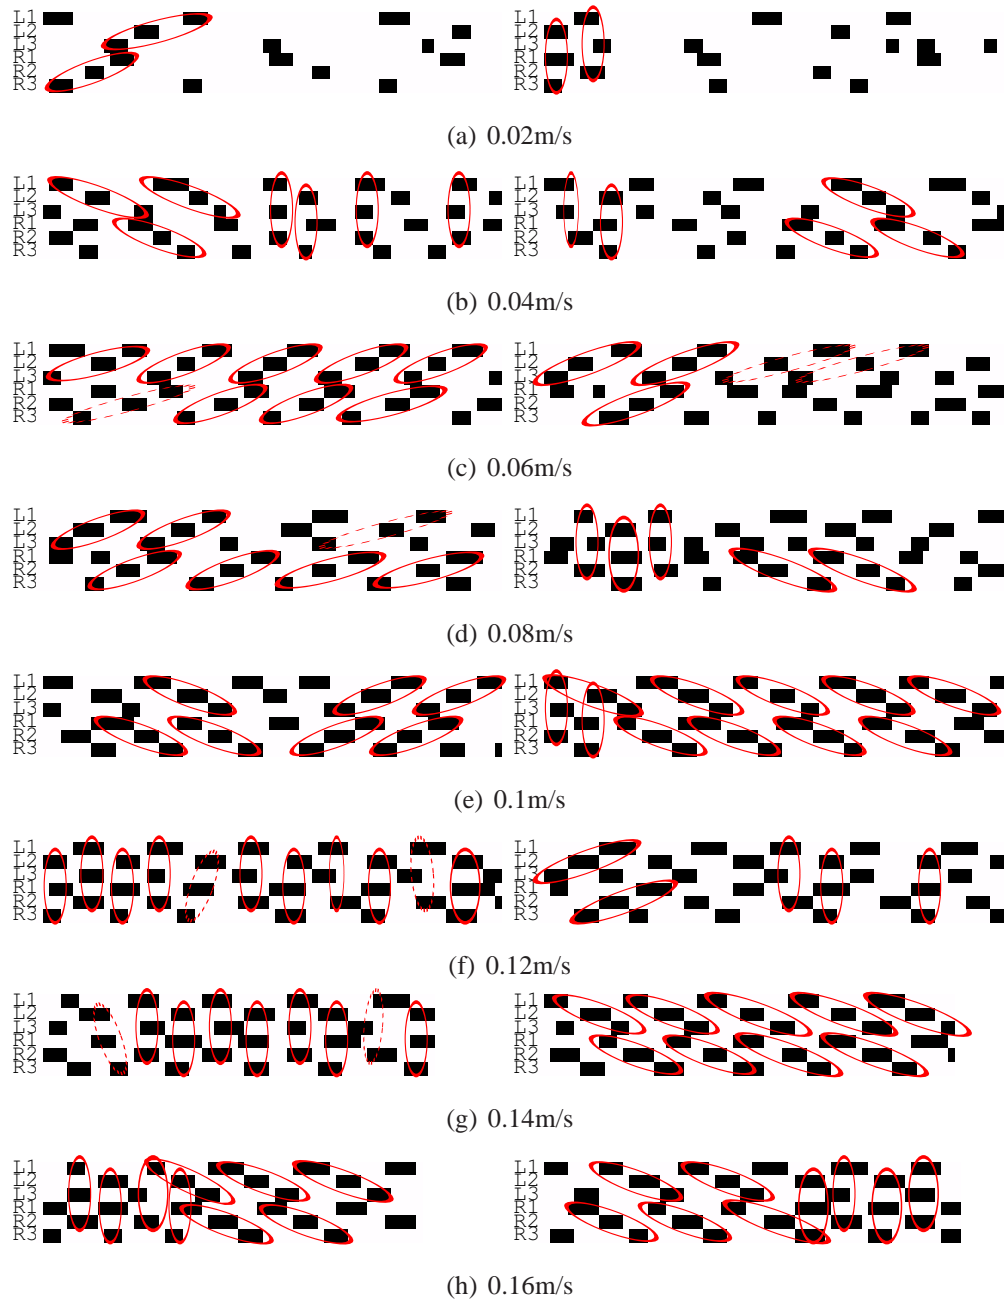 L1 L1
L2 L2
L3 L3
R1 R1
R2 R2
R3 R3
(a) 0.02m/s
L1 L1
L2 L2
L3 L3
R1 R1
R2 R2
R3 R3
(b) 0.04m/s
L1 L1
L2 L2
L3 L3
R1 R1
R2 R2
R3 R3
(c) 0.06m/s
L1 L1
L2 L2
L3 L3
R1 R1
R2 R2
R3 R3
(d) 0.08m/s
L1 L1
L2 L2
L3 L3
R1 R1
R2 R2
R3 R3
(e) 0.1m/s
L1 L1
L2 L2
L3 L3
R1 R1
R2 R2
R3 R3
(f) 0.12m/s
L1 L1
L2 L2
L3 L3
R1 R1
R2 R2
R3 R3
(g) 0.14m/s
L1 L1
L2 L2
L3 L3
R1 R1
R2 R2
R3 R3
(h) 0.16m/s